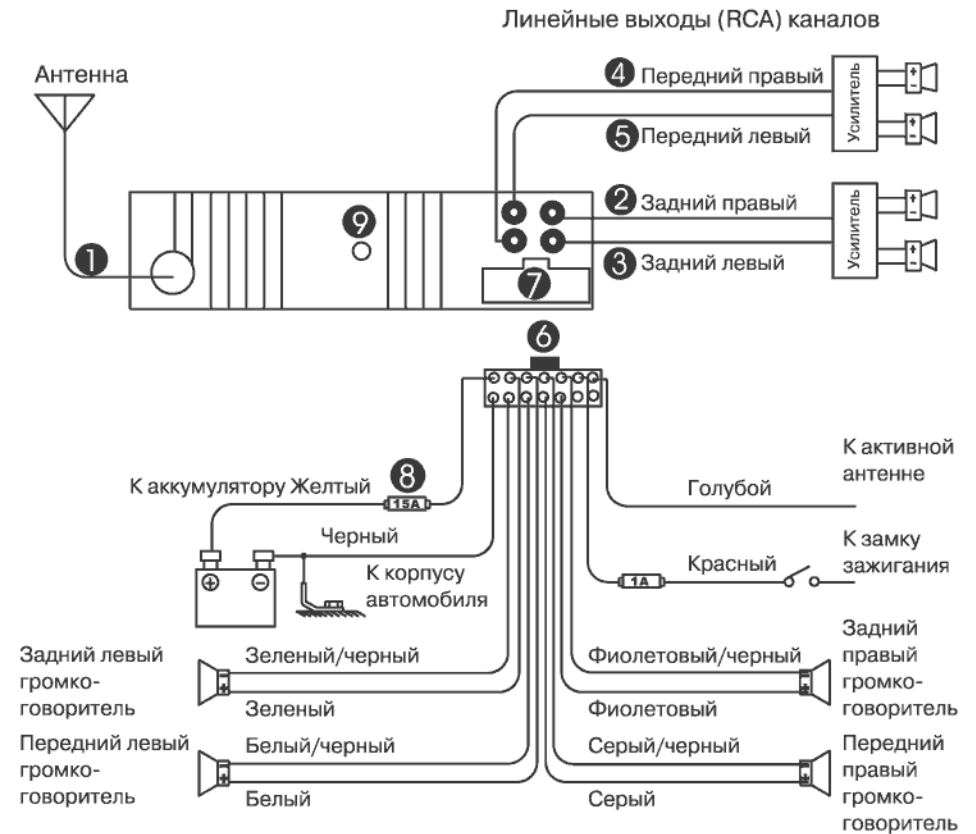 Линейные выходы (RCA) каналов
Антенна
4 Передний правый
5 Передний левый
Усилитель
2 Задний правый
3 Задний левый
Усилитель
1
9
7
6
8
К аккумулятору Желтый
15А
Черный
К корпусу
автомобиля
К активной
антенне
Голубой
К замку
зажигания
Красный
1А
Задний левый
громко-
говоритель
Зеленый/черный
Зеленый
Фиолетовый/черный
Фиолетовый
Задний
правый
громко-
говоритель
Передний левый
громко-
говоритель
Белый/черный
Белый
Серый/черный
Серый
Передний
правый
громко-
говоритель